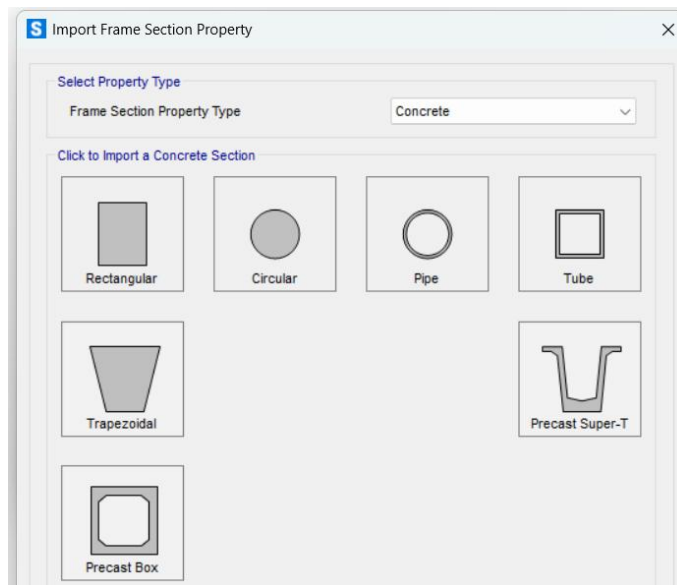 S Import Frame Section Property
Select Property Type
Frame Section Property Type Concrete
Click to Import a Concrete Section
Rectangular Circular Pipe Tube
Trapezoidal Precast Super-T
Precast Box